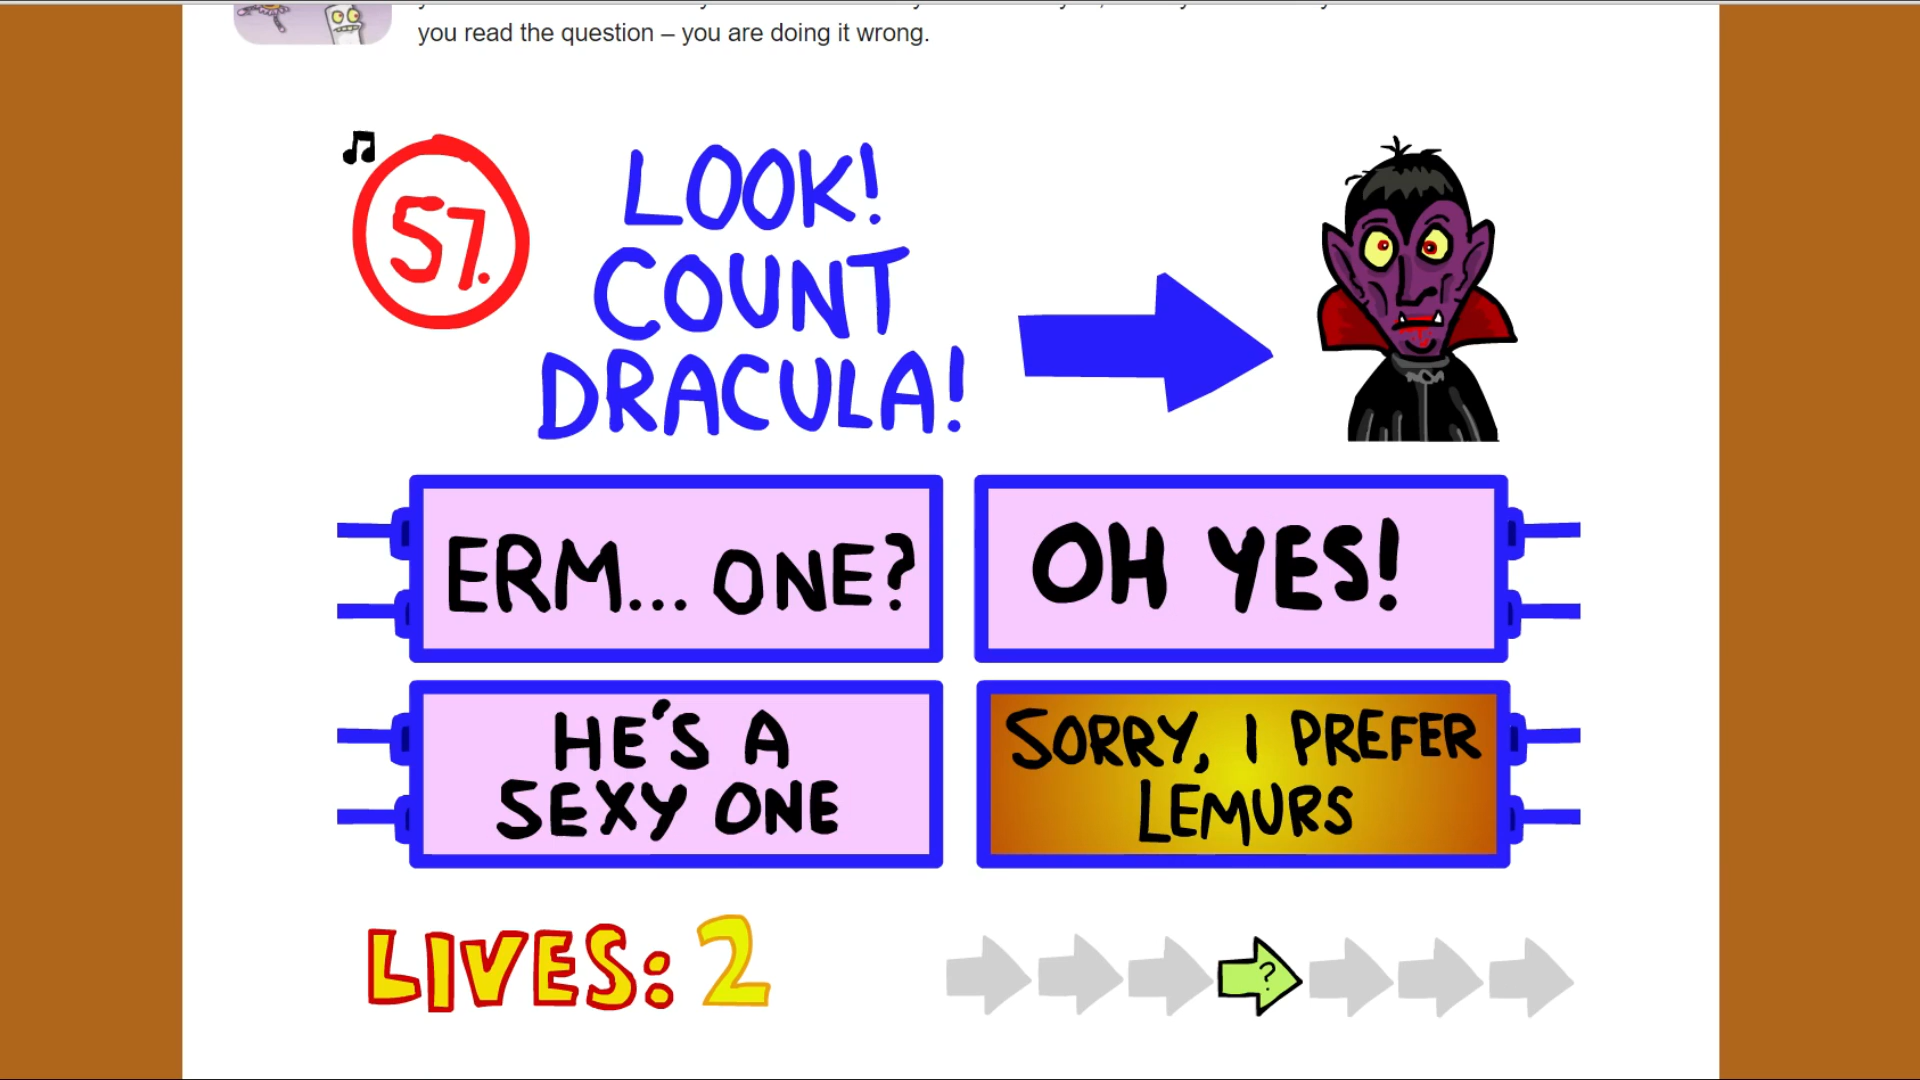 you read the question – you are doing it wrong.
57.
LOOK!
COUNT
DRACULA!
ERM... ONE?
OH YES!
HE'S A
SEXY ONE
SORRY, I PREFER
LEMURS
LIVES: 2
?